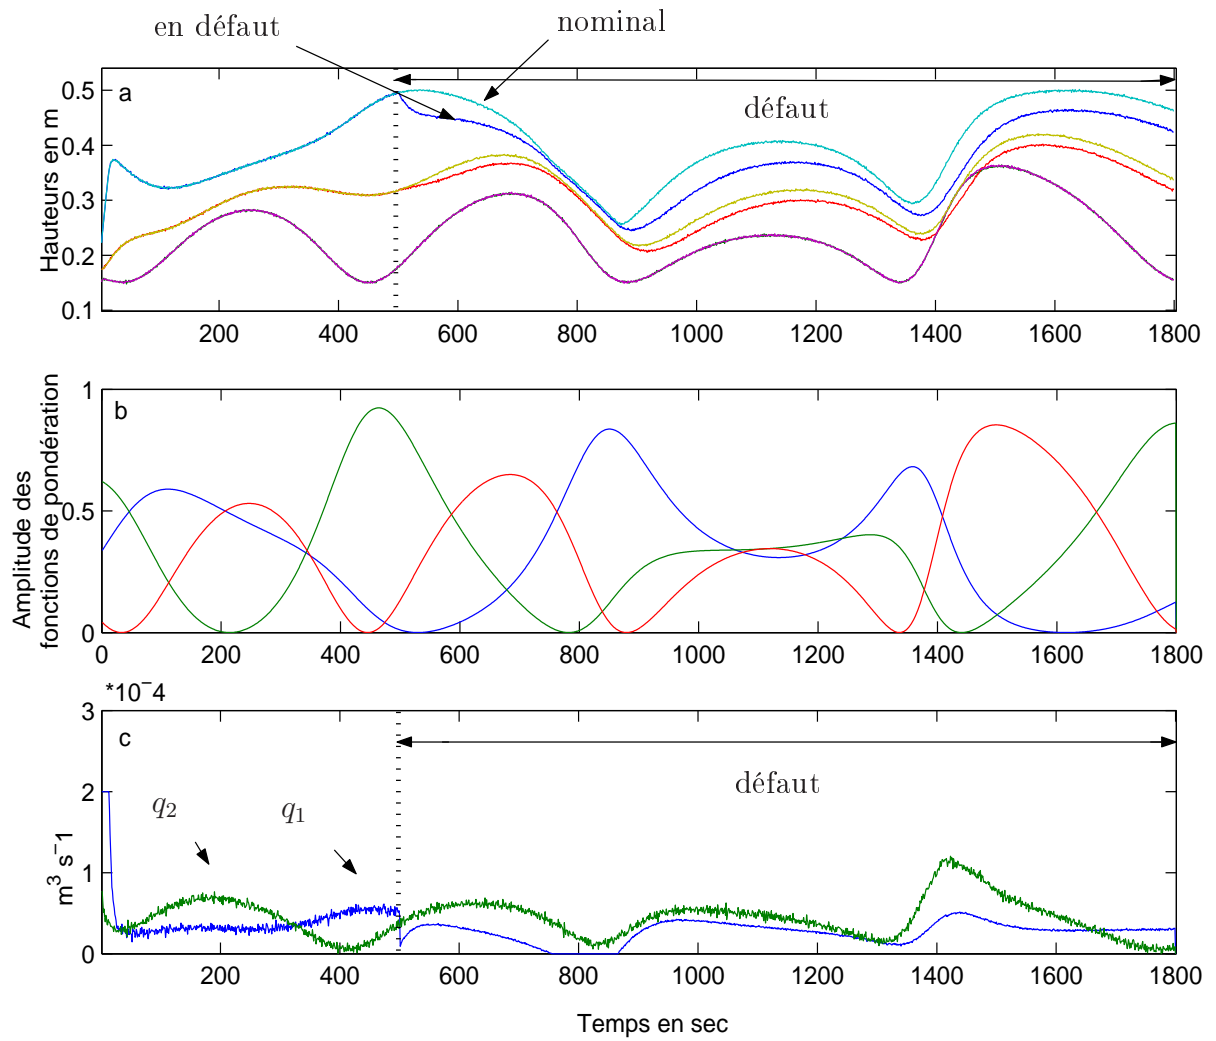 en défaut
nominal
a
défaut
Hauteurs en m
0.5
0.4
0.3
0.2
0.1
200 400 600 800 1000 1200 1400 1600 1800
b
Amplitude des
fonctions de pondération
1
0.5
0
0 200 400 600 800 1000 1200 1400 1600 1800
*10−4
c
défaut
q2
q1
m3 s−1
3
2
1
0
200 400 600 800 1000 1200 1400 1600 1800
Temps en sec